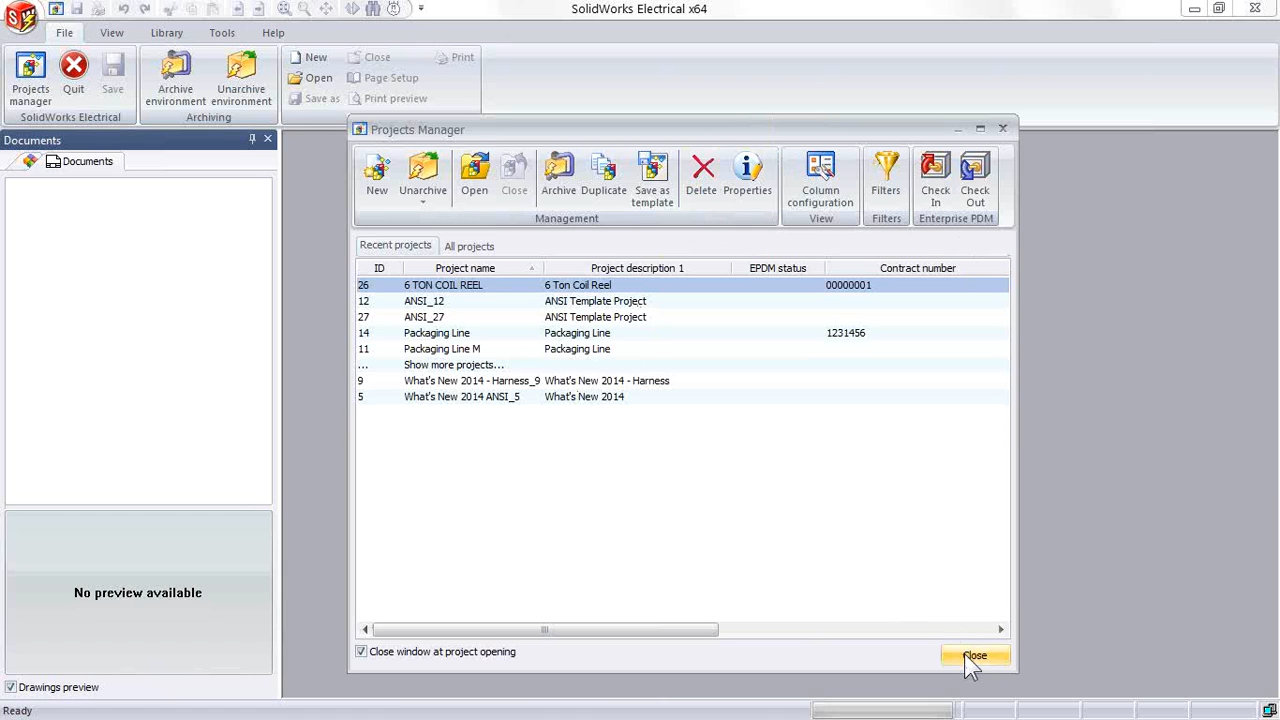 SolidWorks Electrical x64
File View Library Tools Help
Projects manager Quit Save Archive environment Unarchive environment New Close Print
Open Page Setup
Save as Print preview
SolidWorks Electrical Archiving
Documents
Documents
No preview available
Drawings preview
Ready
Projects Manager
New Unarchive Open Close Archive Duplicate Save as template Delete Properties Column configuration Filters Check In Check Out
Management View Filters Enterprise PDM
Recent projects All projects
ID Project name Project description 1 EPDM status Contract number
26 6 TON COIL REEL 6 Ton Coil Reel 00000001
12 ANSI_12 ANSI Template Project
27 ANSI_27 ANSI Template Project
14 Packaging Line Packaging Line 1231456
11 Packaging Line M Packaging Line
... Show more projects...
9 What's New 2014 - Harness_9 What's New 2014 - Harness
5 What's New 2014 ANSI_5 What's New 2014
Close window at project opening Close